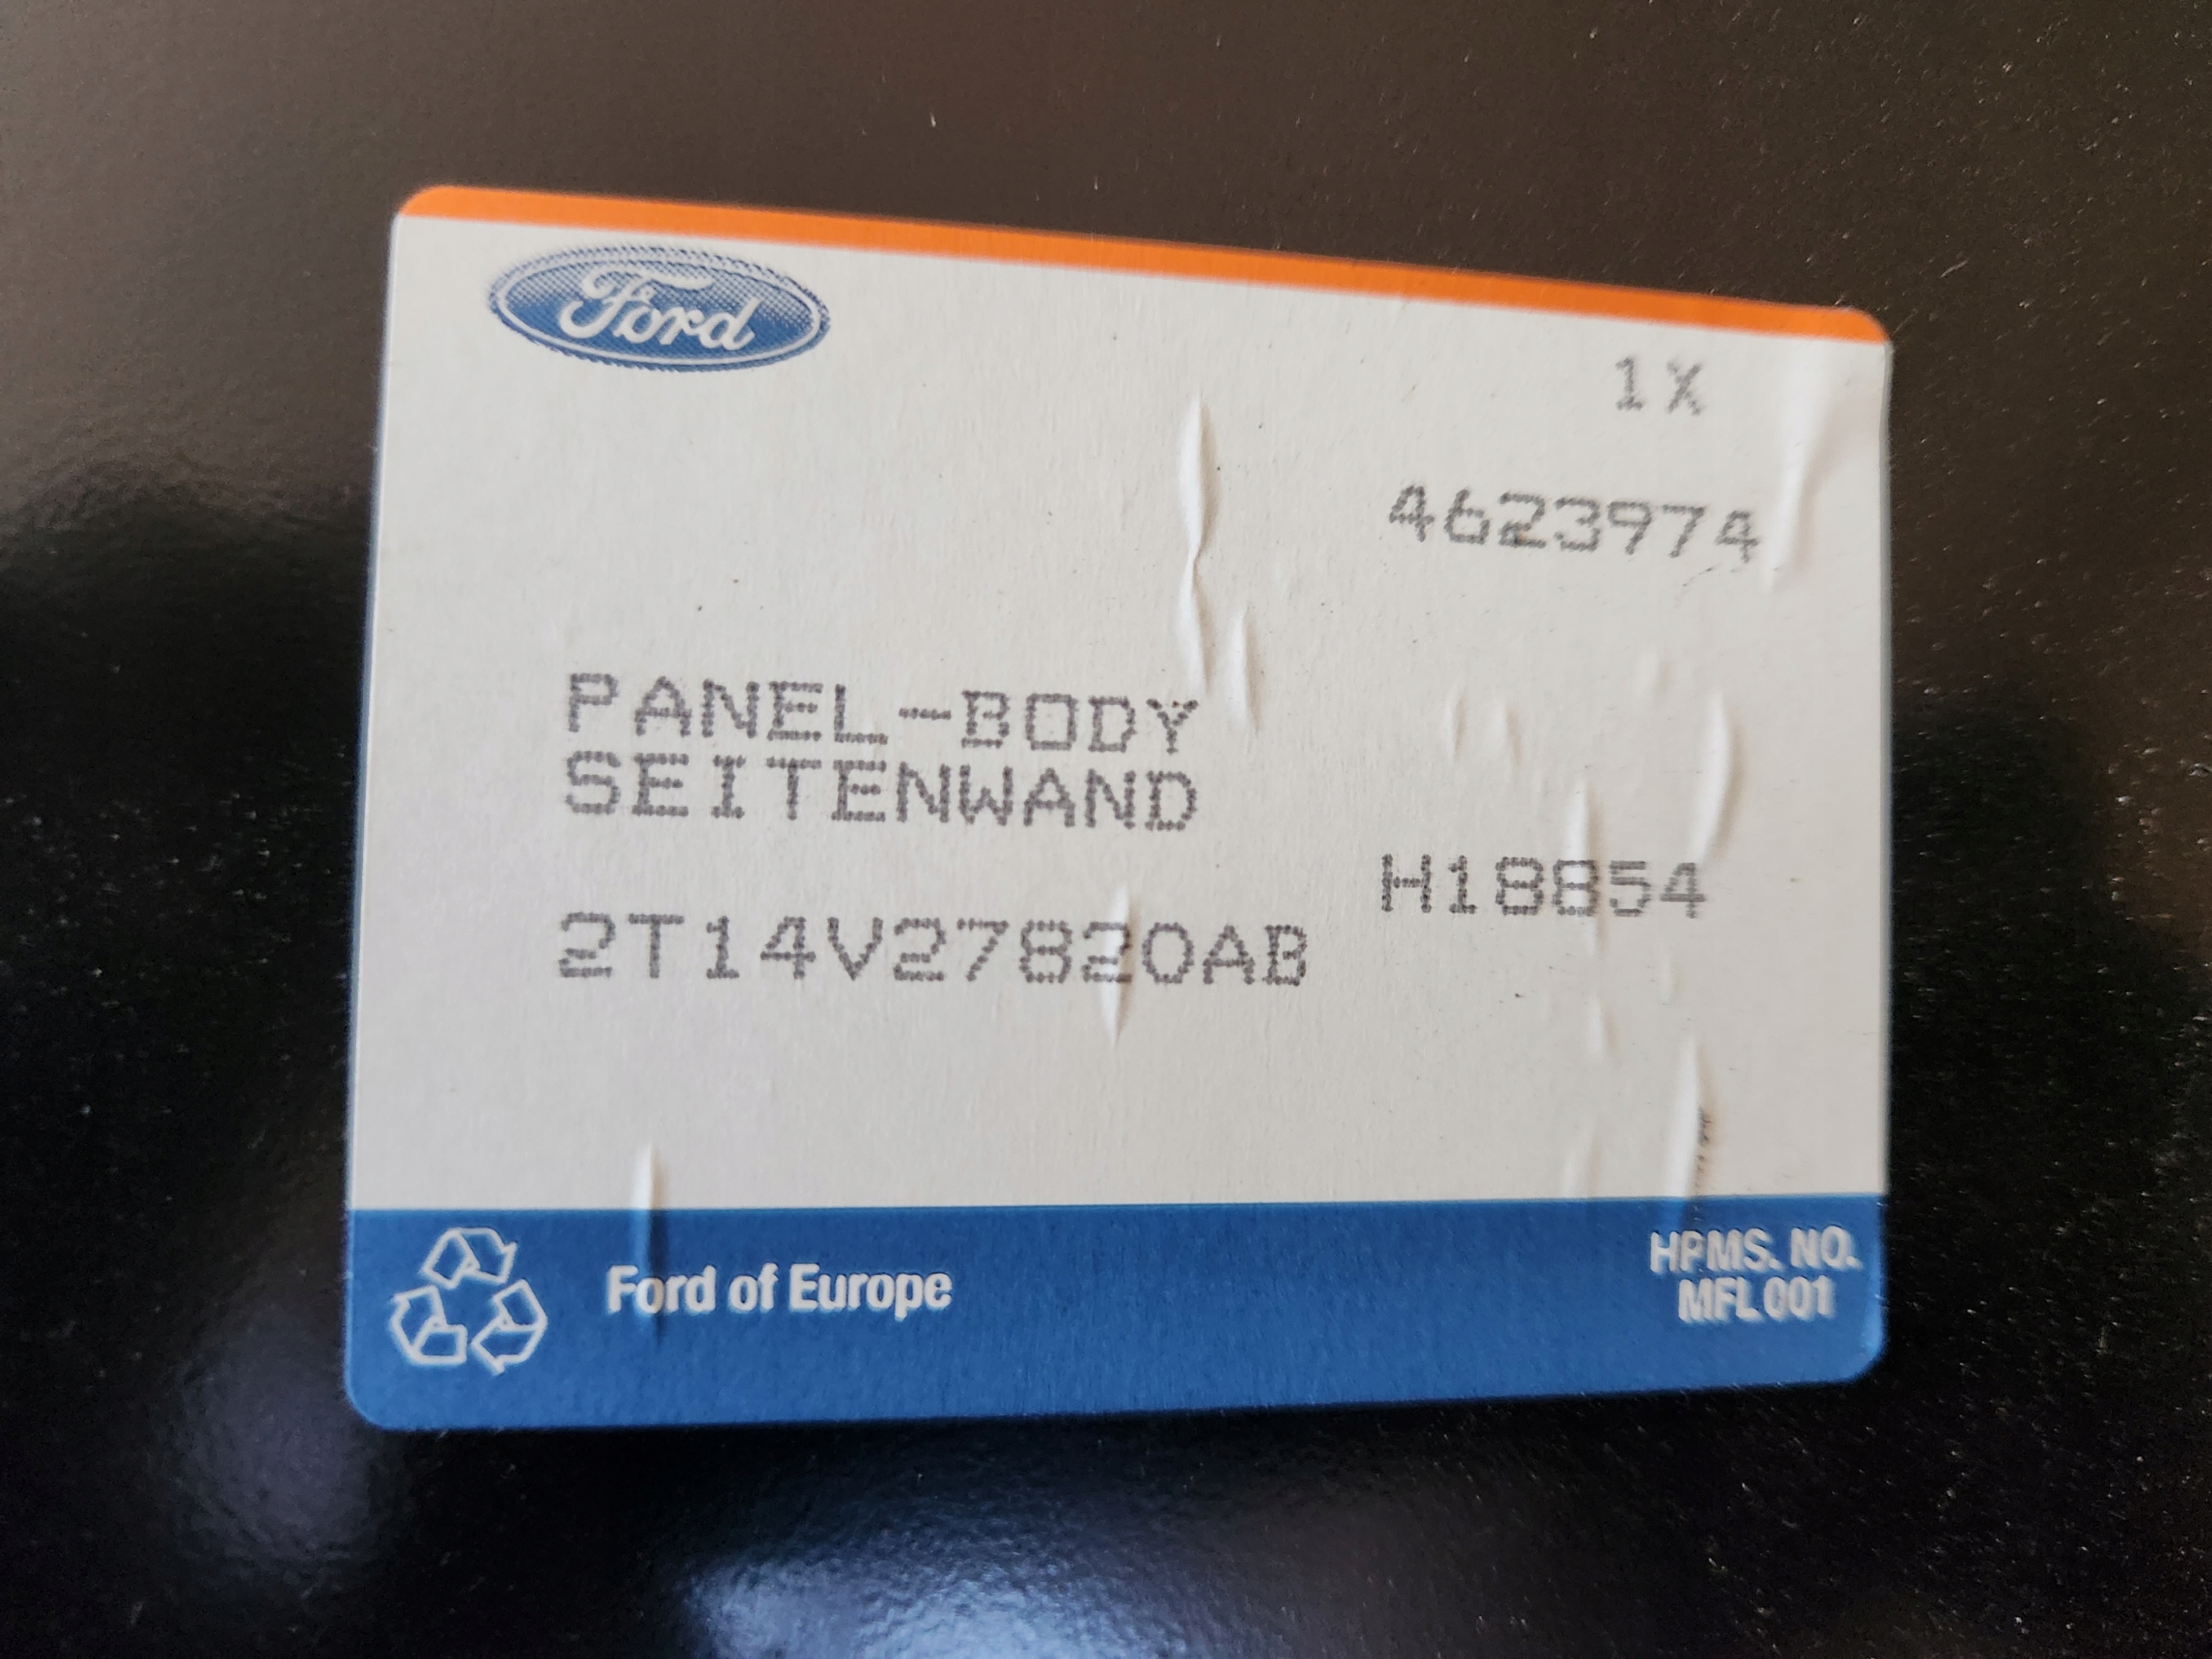 Ford
1X
4623974
PANEL-BODY
SEITENWAND
H18854
2T14V27820AB
Ford of Europe
HPMS. NO.
MFL 001